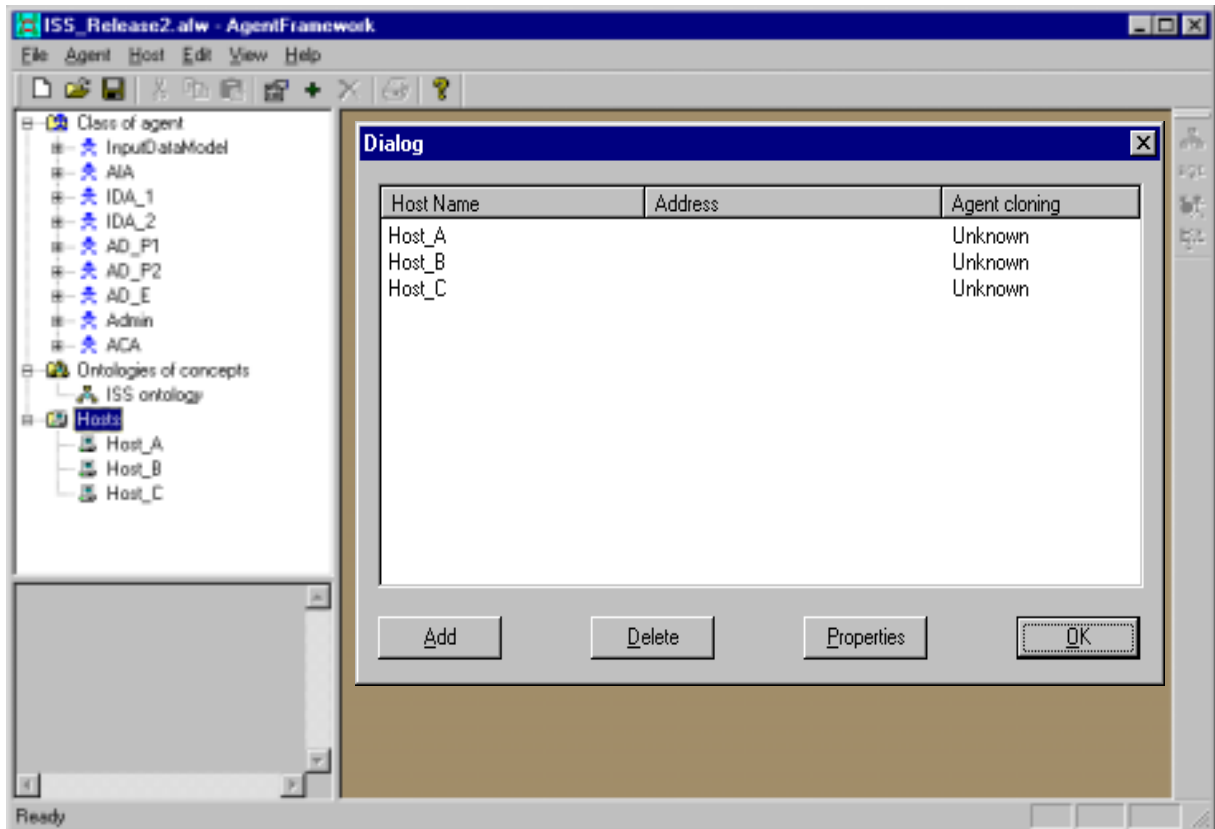 ISS_Release2.afw - AgentFramework
File Agent Host Edit View Help
Class of agent
InputDataModel
AIA
IDA_1
IDA_2
AD_P1
AD_P2
AD_E
Admin
ACA
Ontologies of concepts
ISS ontology
Hosts
Host_A
Host_B
Host_C
Dialog
Host Name Address Agent cloning
Host_A Unknown
Host_B Unknown
Host_C Unknown
Add Delete Properties OK
Ready